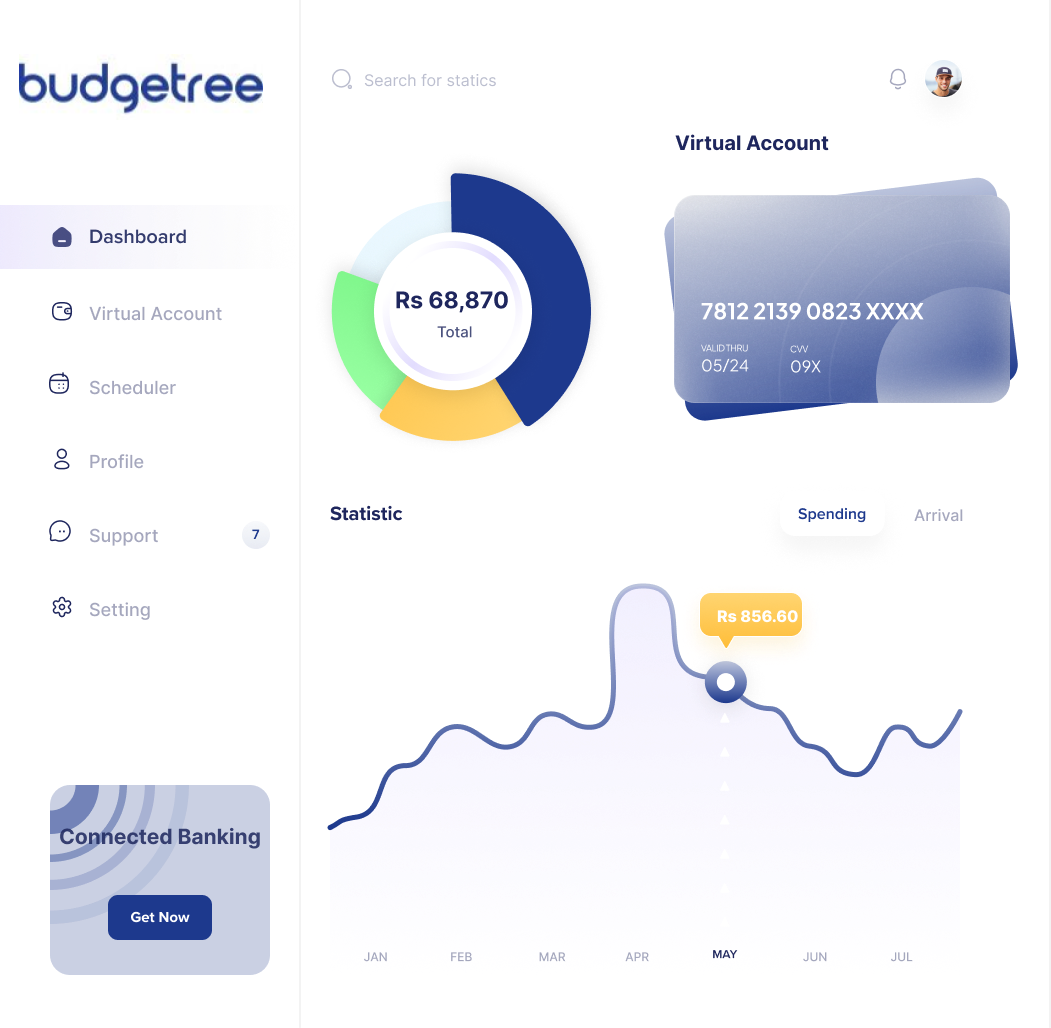 budgetree
Search for statics
Dashboard
Virtual Account
Scheduler
Profile
Support
7
Setting
Connected Banking
Get Now
Rs 68,870
Total
Virtual Account
7812 2139 0823 XXXX
VALID THRU
CVV
05/24
09X
Statistic
Spending
Arrival
Rs 856.60
JAN
FEB
MAR
APR
MAY
JUN
JUL